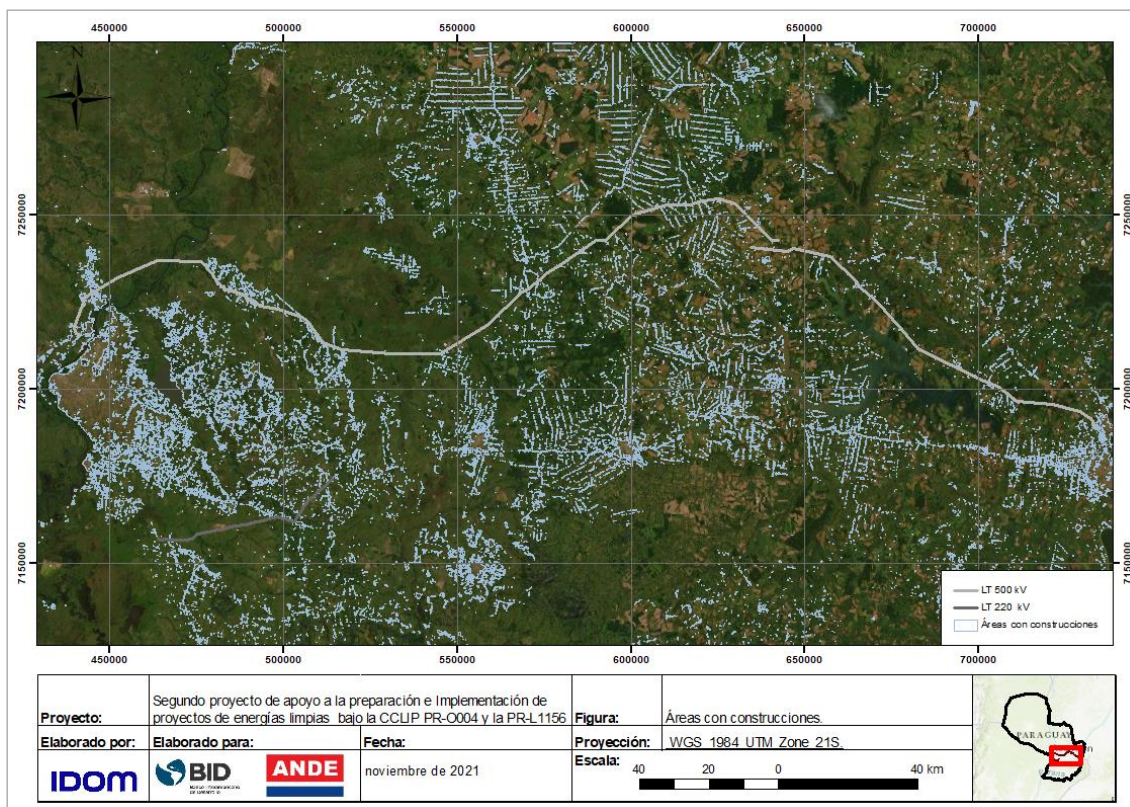 450000 500000 550000 600000 650000 700000
N
7250000 7250000
7200000 7200000
7150000 7150000
LT 500 kV
LT 220 kV
Áreas con construcciones
450000 500000 550000 600000 650000 700000
Proyecto:
Segundo proyecto de apoyo a la preparación e Implementación de
proyectos de energías limpias bajo la CCLIP PR-O004 y la PR-L1156
Figura:
Áreas con construcciones.
Elaborado por:
Elaborado para:
Fecha:
Proyección:
WGS_1984_UTM_Zone_21S
IDOM
BID
ANDE
noviembre de 2021
Escala:
40 20 0 40 km
PARAGUAY